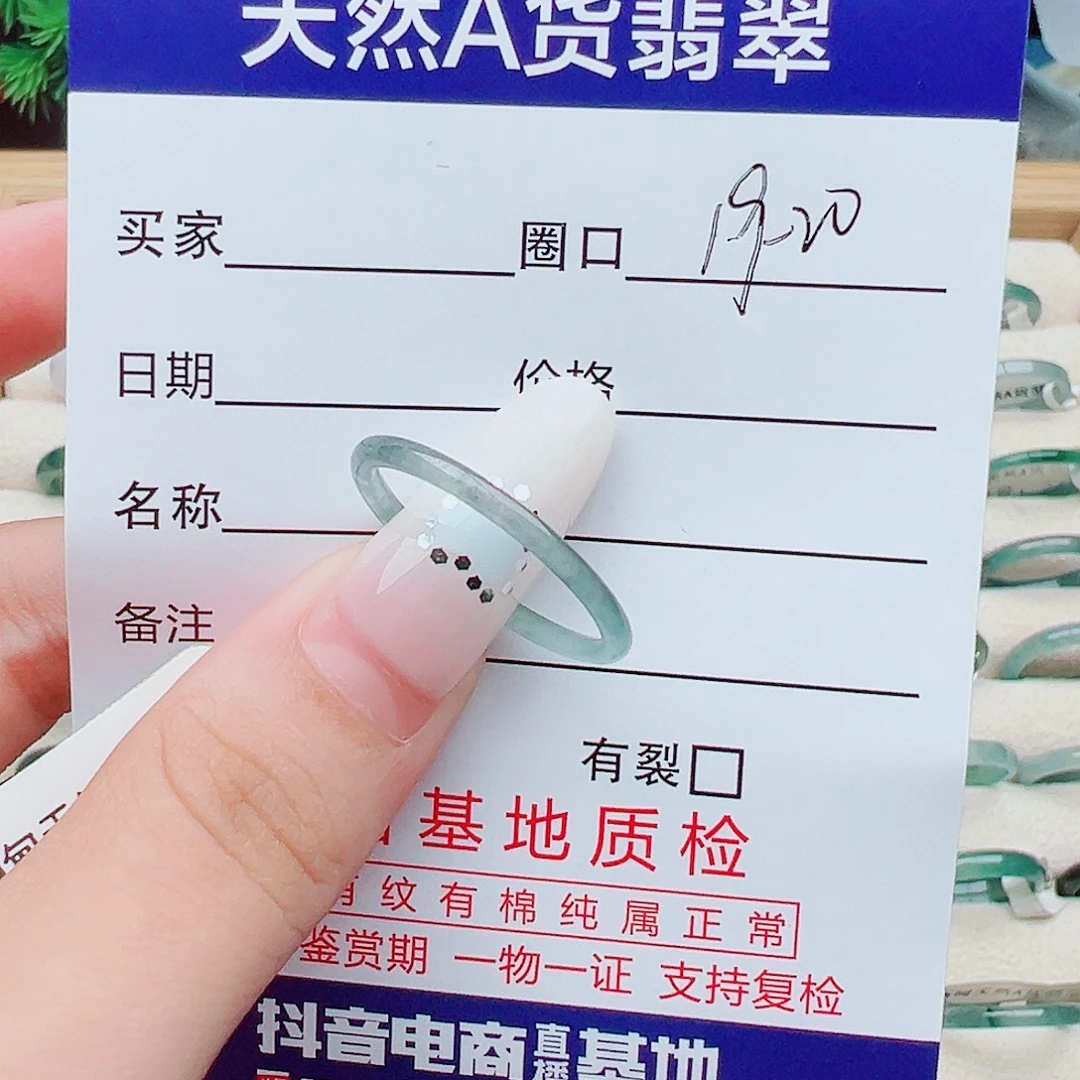 天然A货翡翠
买家 圈口
日期 价格
名称
备注
有裂
基地质检
纹有棉纯属正常
鉴赏期 一物一证 支持复检
抖音电商直播基地